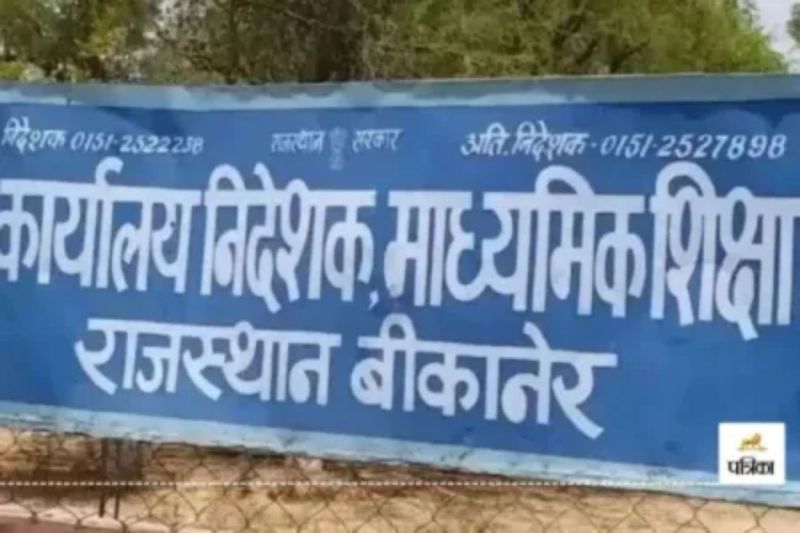 निदेशक 0151-2522238 राजस्थान सरकार अति. निदेशक - 0151-2527898
कार्यालय निदेशक, माध्यमिक शिक्षा
राजस्थान बीकानेर
पत्रिका